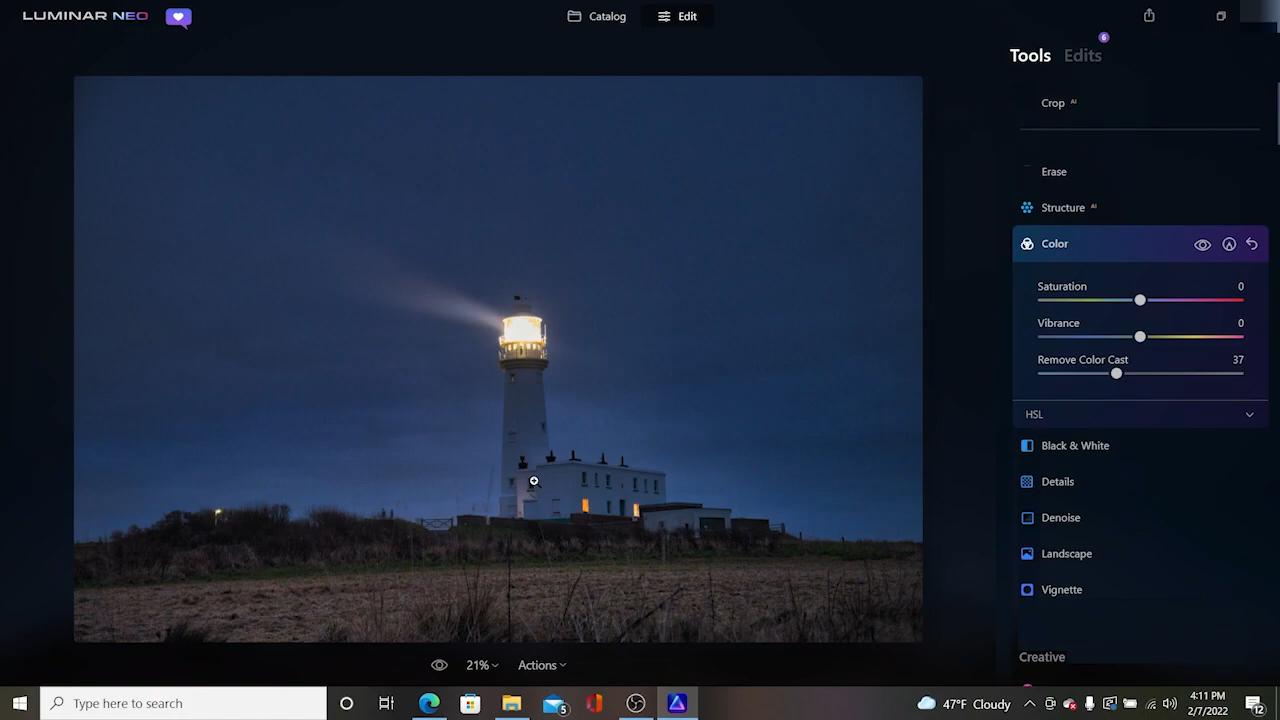 LUMINAR NEO
Catalog
Edit
6
Tools Edits
Crop AI
Erase
Structure AI
Color
Saturation 0
Vibrance 0
Remove Color Cast 37
HSL
Black & White
Details
Denoise
Landscape
Vignette
Creative
21%
Actions
Type here to search
5
47°F Cloudy
4:11 PM
2/7/2022
12